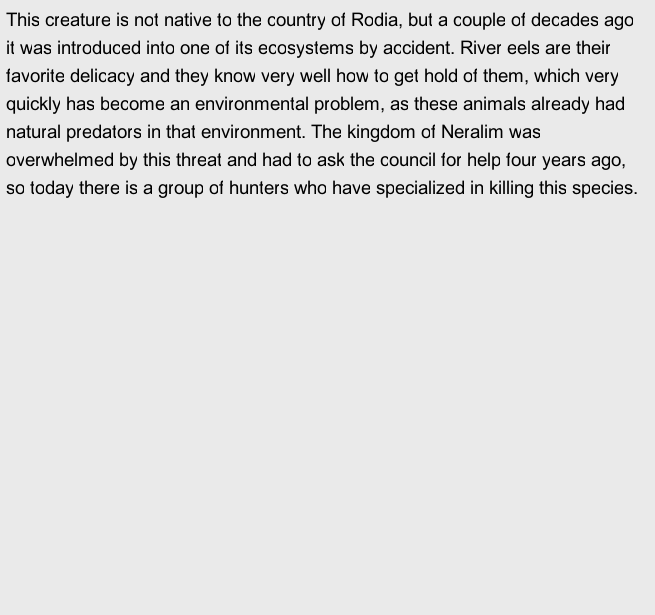 This creature is not native to the country of Rodia, but a couple of decades ago
it was introduced into one of its ecosystems by accident. River eels are their
favorite delicacy and they know very well how to get hold of them, which very
quickly has become an environmental problem, as these animals already had
natural predators in that environment. The kingdom of Neralim was
overwhelmed by this threat and had to ask the council for help four years ago,
so today there is a group of hunters who have specialized in killing this species.